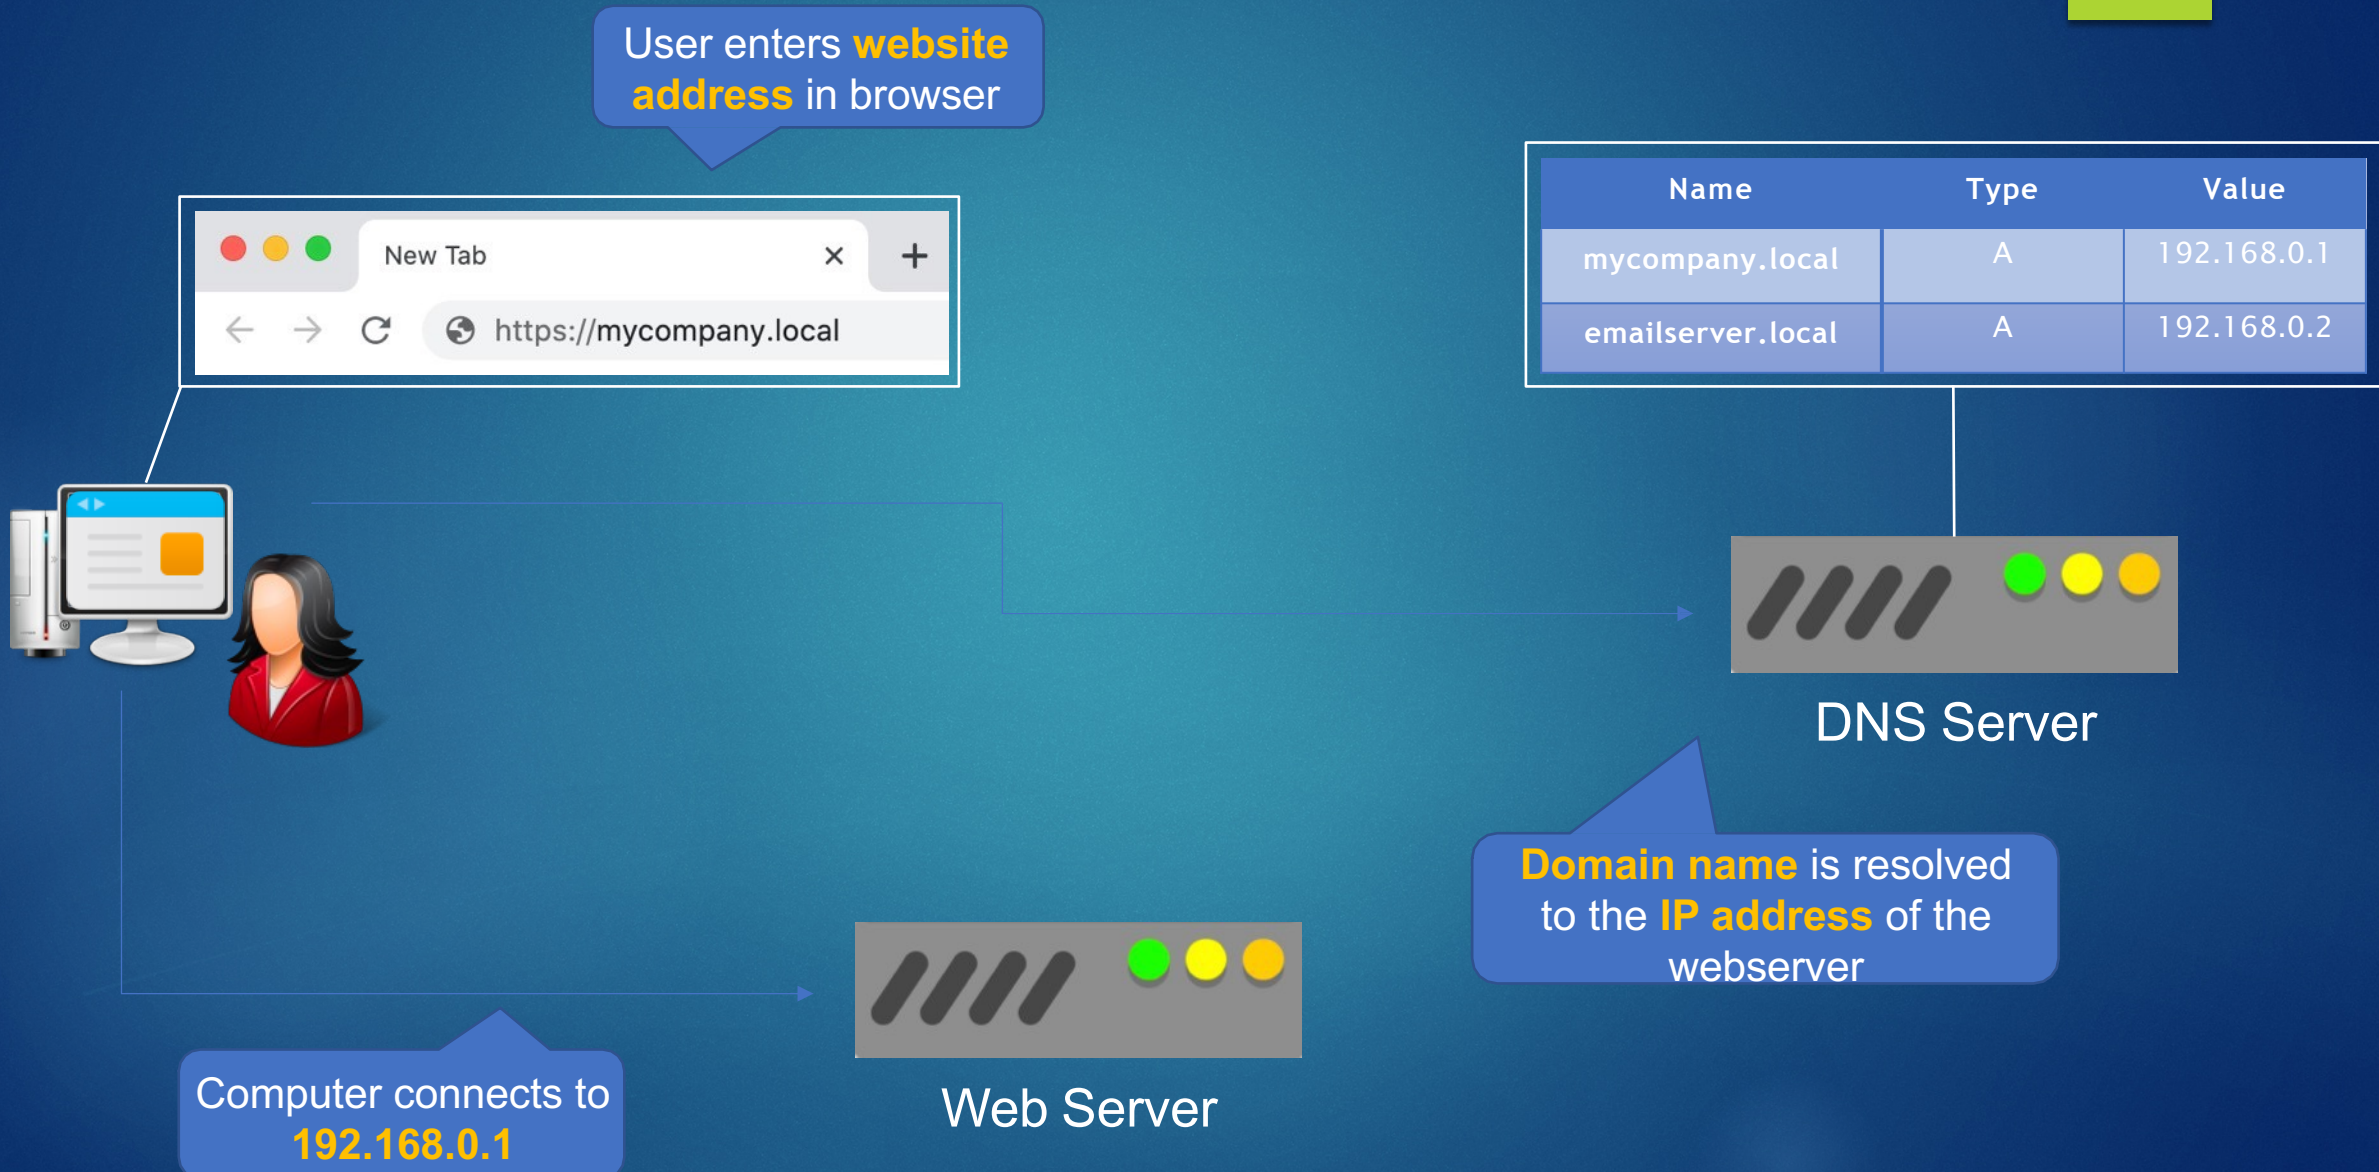 User enters website
address in browser
New Tab
https://mycompany.local
Name Type Value
mycompany.local A 192.168.0.1
emailserver.local A 192.168.0.2
DNS Server
Domain name is resolved
to the IP address of the
webserver
Web Server
Computer connects to
192.168.0.1